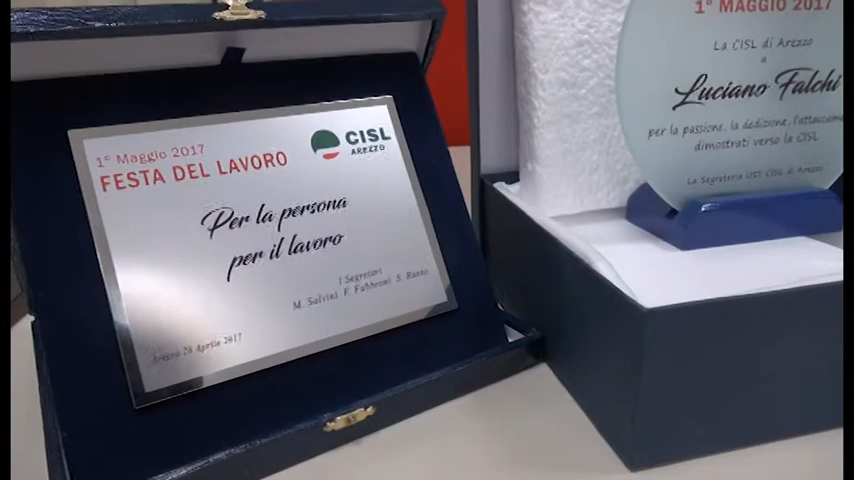 1° Maggio 2017
FESTA DEL LAVORO
CISL
AREZZO
Per la persona
per il lavoro
I Segretari
M. Salvini F. Fabbroni S. Russo
Arezzo 28 Aprile 2017
1° MAGGIO 2017
La CISL di Arezzo
a
Luciano Falchi
per la passione, la dedizione, l'attaccame
dimostrati verso la CISL
La Segreteria UST CISL di Arezzo